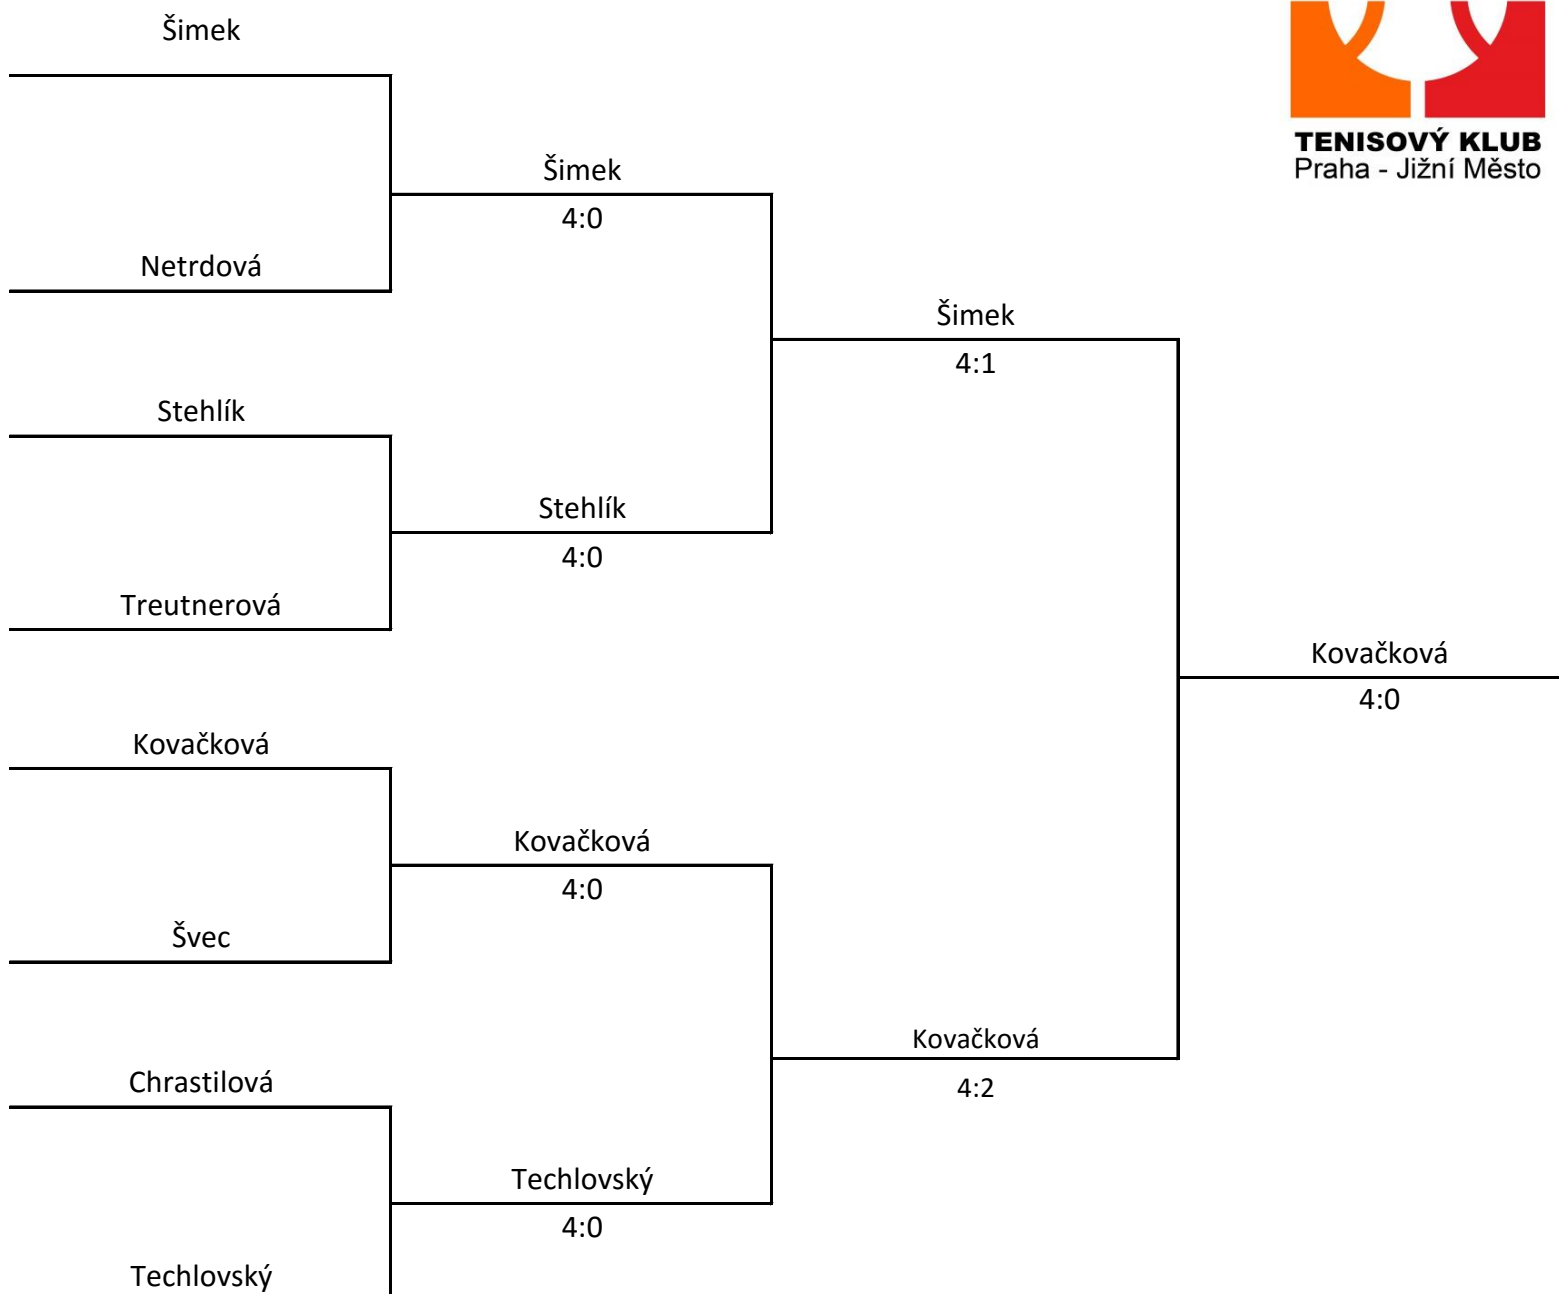 Šimek
TENISOVÝ KLUB
Praha - Jižní Město
Šimek
4:0
Netrdová
Šimek
4:1
Stehlík
Stehlík
4:0
Treutnerová
Kovačková
4:0
Kovačková
Kovačková
4:0
Švec
Kovačková
4:2
Chrastilová
Techlovský
4:0
Techlovský